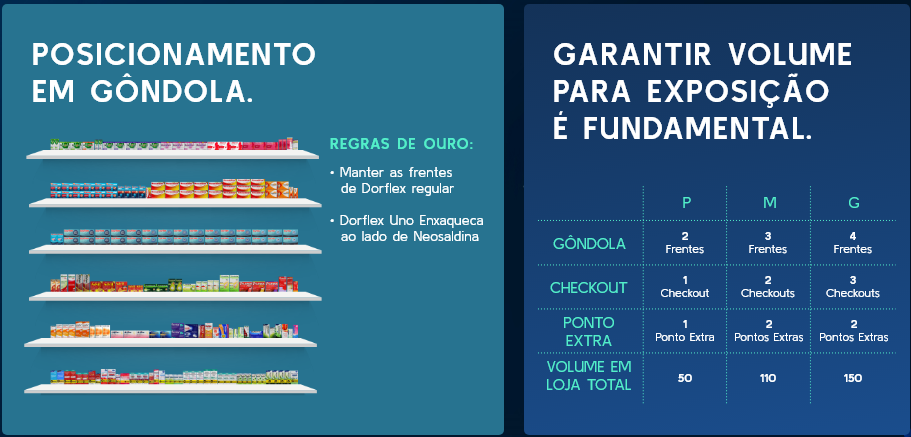 POSICIONAMENTO
EM GÔNDOLA.
REGRAS DE OURO:
• Manter as frentes
de Dorflex regular
• Dorflex Uno Enxaqueca
ao lado de Neosaldina
GARANTIR VOLUME
PARA EXPOSIÇÃO
É FUNDAMENTAL.
P M G
GÔNDOLA 2 Frentes 3 Frentes 4 Frentes
CHECKOUT 1 Checkout 2 Checkouts 3 Checkouts
PONTO EXTRA 1 Ponto Extra 2 Pontos Extras 2 Pontos Extras
VOLUME EM LOJA TOTAL 50 110 150